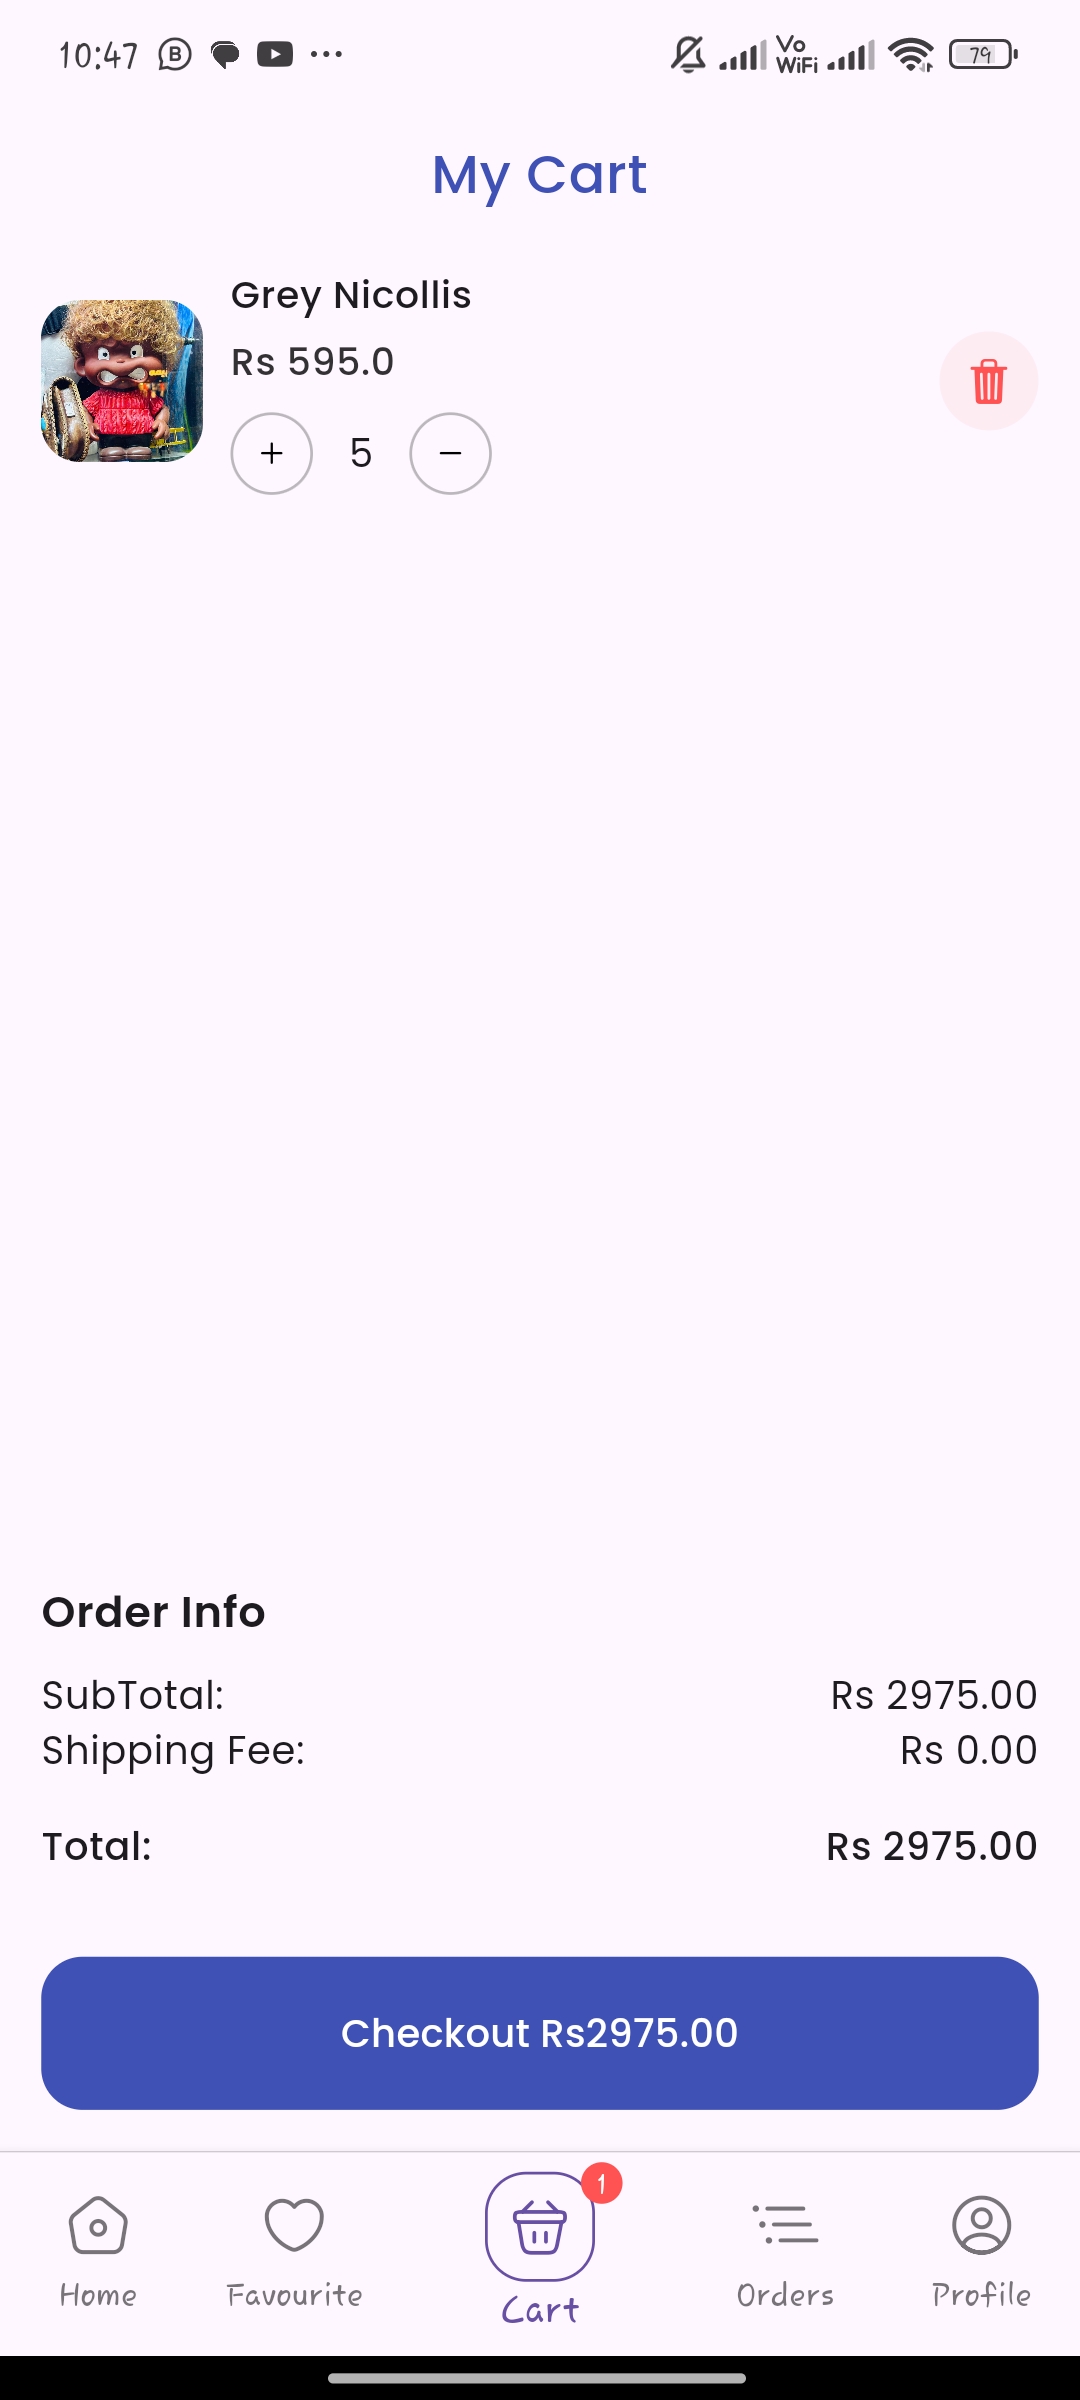 10:47
Vo
WiFi
79
My Cart
Grey Nicollis
Rs 595.0
+ 5 −
Order Info
SubTotal: Rs 2975.00
Shipping Fee: Rs 0.00
Total: Rs 2975.00
Checkout Rs2975.00
1
Home Favourite Cart Orders Profile